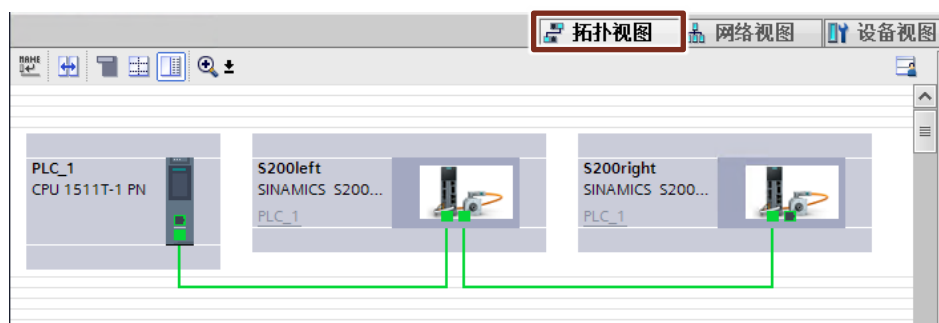 拓扑视图 网络视图 设备视图
NAME
PLC_1
CPU 1511T-1 PN
S200left
SINAMICS S200...
PLC_1
S200right
SINAMICS S200...
PLC_1